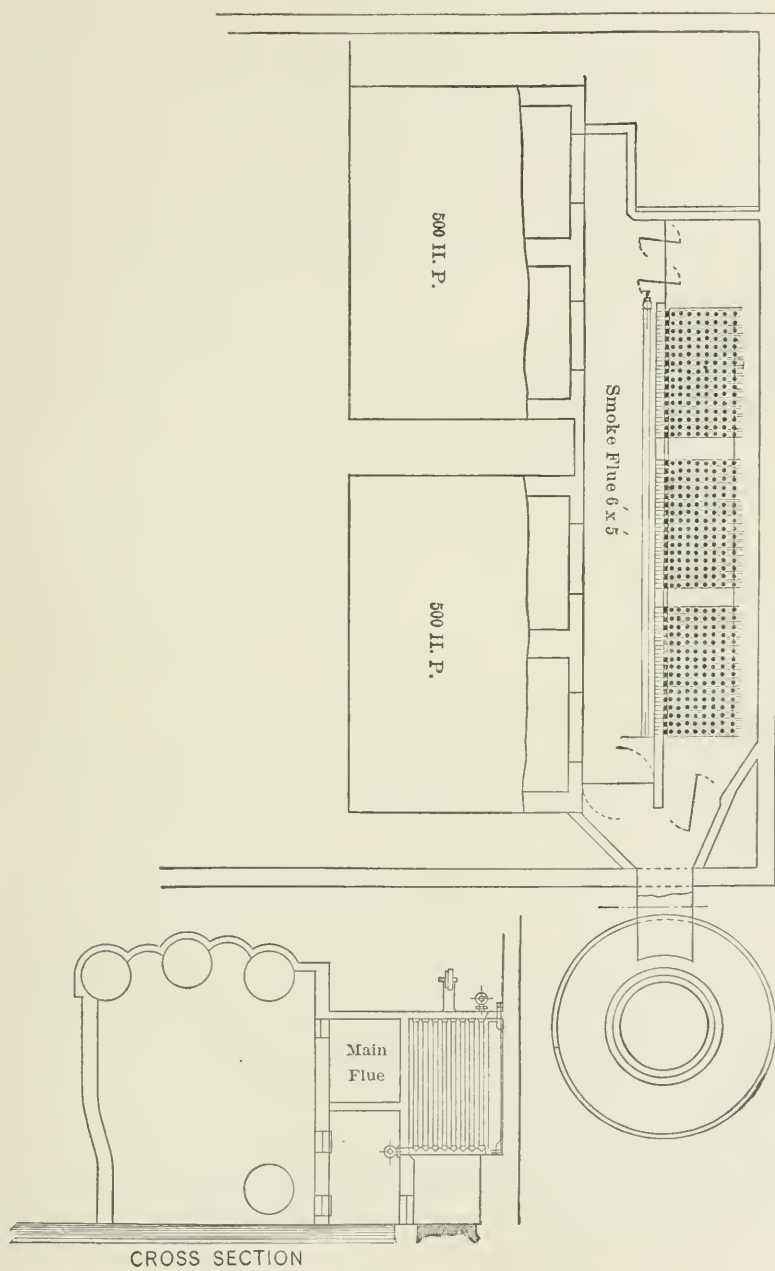 500 H. P.
Smoke Flue 6' x 5'
500 H. P.
Main
Flue
CROSS SECTION